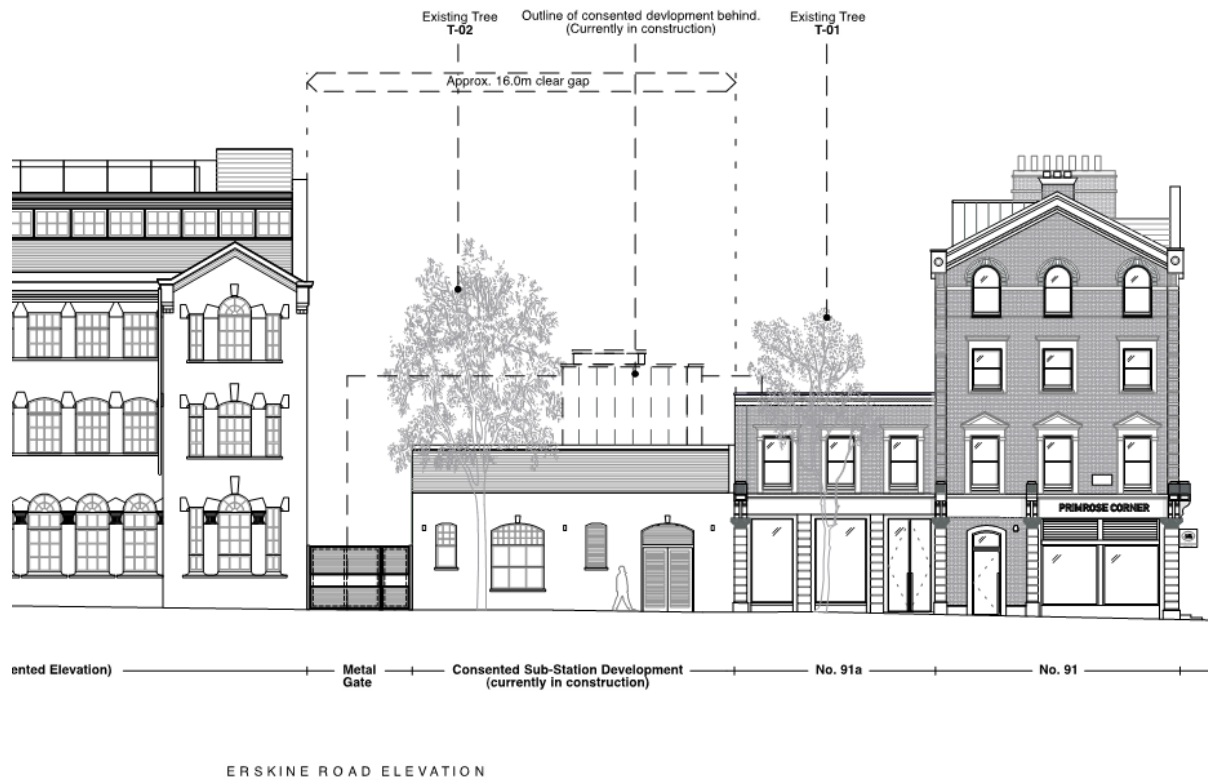 Existing Tree
T-02
Outline of consented devlopment behind.
(Currently in construction)
Existing Tree
T-01
Approx. 16.0m clear gap
PRIMROSE CORNER
ented Elevation)
Metal
Gate
Consented Sub-Station Development
(currently in construction)
No. 91a
No. 91
ERSKINE ROAD ELEVATION